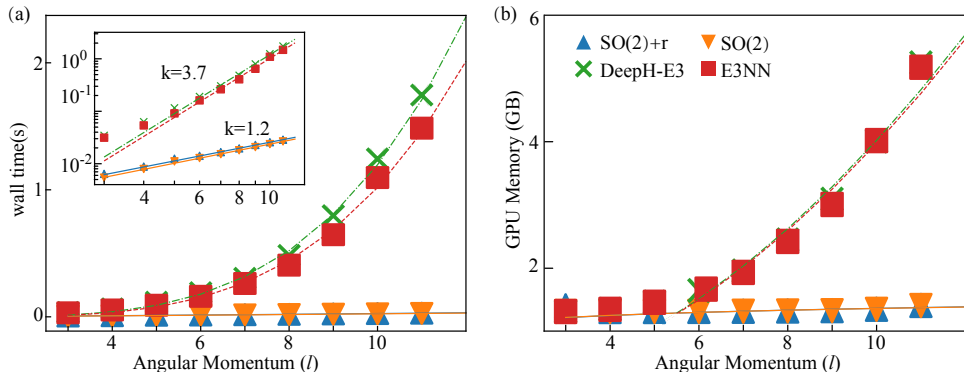 (a)
2
1
0
wall time(s)
4
6
8
10
Angular Momentum (l)
10^0
10^-1
10^-2
k=3.7
k=1.2
4
6
8
10
(b)
SO(2)+r
SO(2)
DeepH-E3
E3NN
6
4
2
GPU Memory (GB)
4
6
8
10
Angular Momentum (l)